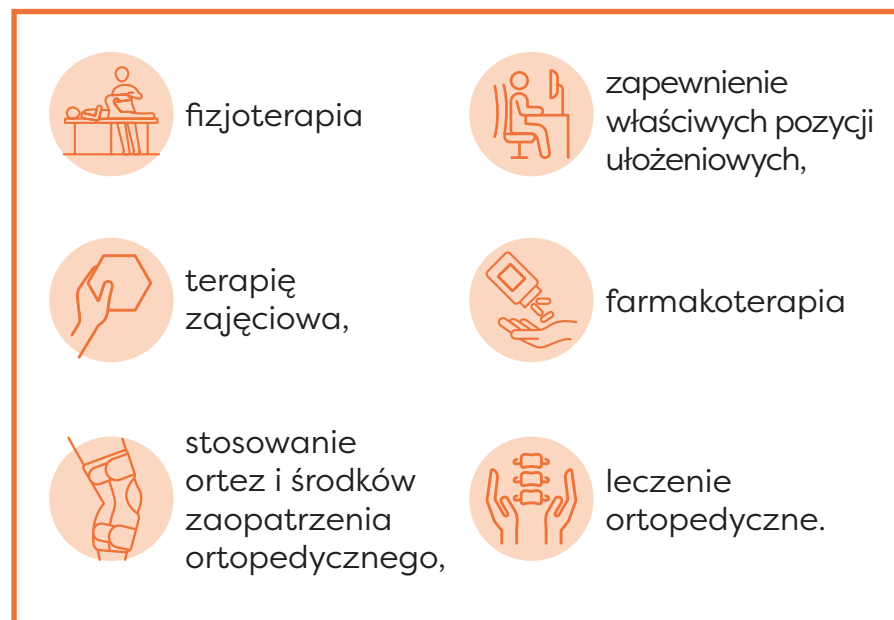 fizjoterapia
zapewnienie
właściwych pozycji
ułożeniowych,
terapię
zajęciowa,
farmakoterapia
stosowanie
ortez i środków
zaopatrzenia
ortopedycznego,
leczenie
ortopedyczne.